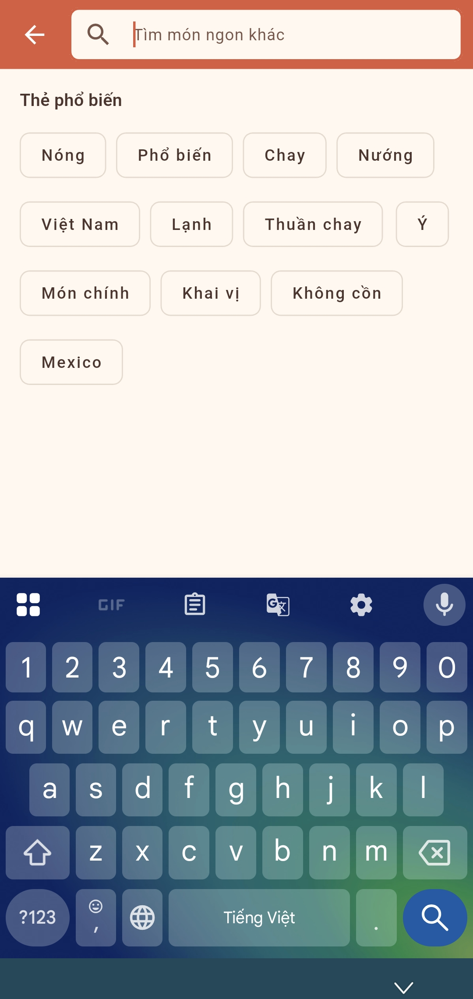 Tìm món ngon khác
Thẻ phổ biến
Nóng Phổ biến Chay Nướng
Việt Nam Lạnh Thuần chay Ý
Món chính Khai vị Không cồn
Mexico
GIF G 文
1 2 3 4 5 6 7 8 9 0
q w e r t y u i o p
a s d f g h j k l
z x c v b n m
?123 , Tiếng Việt .